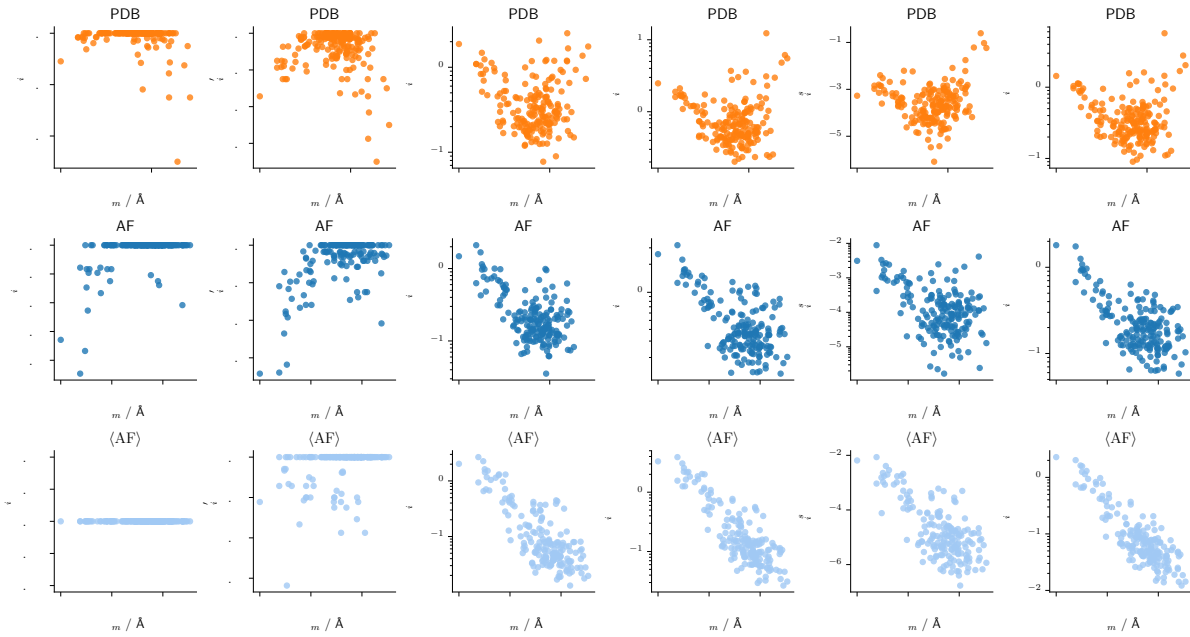 PDB PDB PDB PDB PDB PDB
i i′ i i i s i
0 −1
1 0
−1 −3 −5
0 −1
m / Å m / Å m / Å m / Å m / Å m / Å
AF AF AF AF AF AF
i i′ i i i s i
0 −1
0
−2 −3 −4 −5
0 −1
m / Å m / Å m / Å m / Å m / Å m / Å
⟨AF⟩ ⟨AF⟩ ⟨AF⟩ ⟨AF⟩ ⟨AF⟩ ⟨AF⟩
i i′ i i i s i
0 −1
0 −1
−2 −4 −6
0 −1 −2
m / Å m / Å m / Å m / Å m / Å m / Å